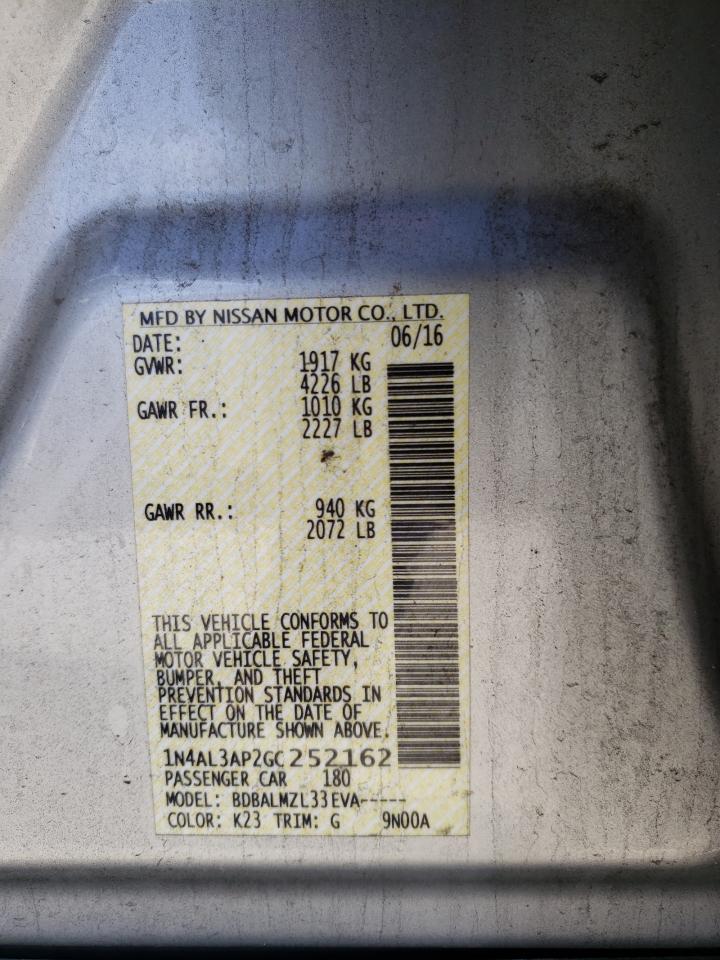 MFD BY NISSAN MOTOR CO., LTD.
DATE: 06/16
GVWR: 1917 KG
4226 LB
GAWR FR.: 1010 KG
2227 LB
GAWR RR.: 940 KG
2072 LB
THIS VEHICLE CONFORMS TO
ALL APPLICABLE FEDERAL
MOTOR VEHICLE SAFETY,
BUMPER, AND THEFT
PREVENTION STANDARDS IN
EFFECT ON THE DATE OF
MANUFACTURE SHOWN ABOVE.
1N4AL3AP2GC252162
PASSENGER CAR 180
MODEL: BDBALMZL33EVA-----
COLOR: K23 TRIM: G 9N00A